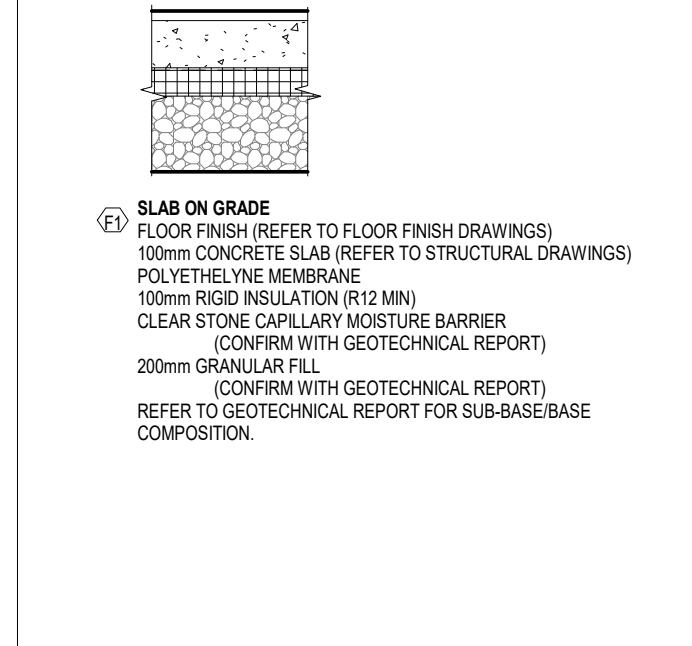 SLAB ON GRADE
F1 FLOOR FINISH (REFER TO FLOOR FINISH DRAWINGS)
100mm CONCRETE SLAB (REFER TO STRUCTURAL DRAWINGS)
POLYETHELYNE MEMBRANE
100mm RIGID INSULATION (R12 MIN)
CLEAR STONE CAPILLARY MOISTURE BARRIER
(CONFIRM WITH GEOTECHNICAL REPORT)
200mm GRANULAR FILL
(CONFIRM WITH GEOTECHNICAL REPORT)
REFER TO GEOTECHNICAL REPORT FOR SUB-BASE/BASE
COMPOSITION.